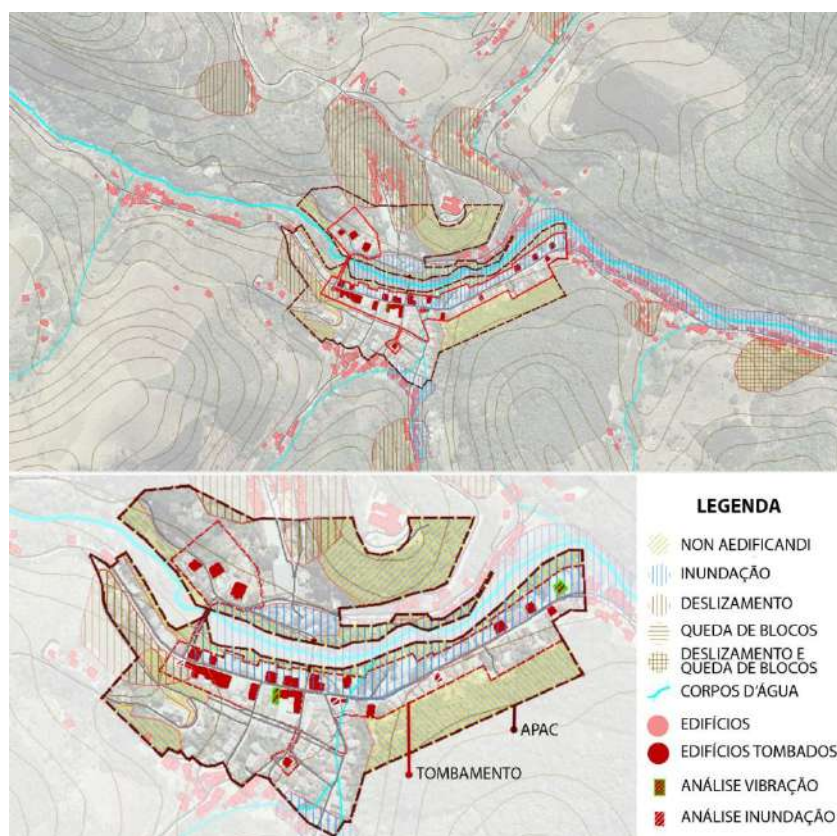 APAC
TOMBAMENTO
LEGENDA
NON AEDIFICANDI
INUNDAÇÃO
DESLIZAMENTO
QUEDA DE BLOCOS
DESLIZAMENTO E
QUEDA DE BLOCOS
CORPOS D'ÁGUA
EDIFÍCIOS
EDIFÍCIOS TOMBADOS
ANÁLISE VIBRAÇÃO
ANÁLISE INUNDAÇÃO